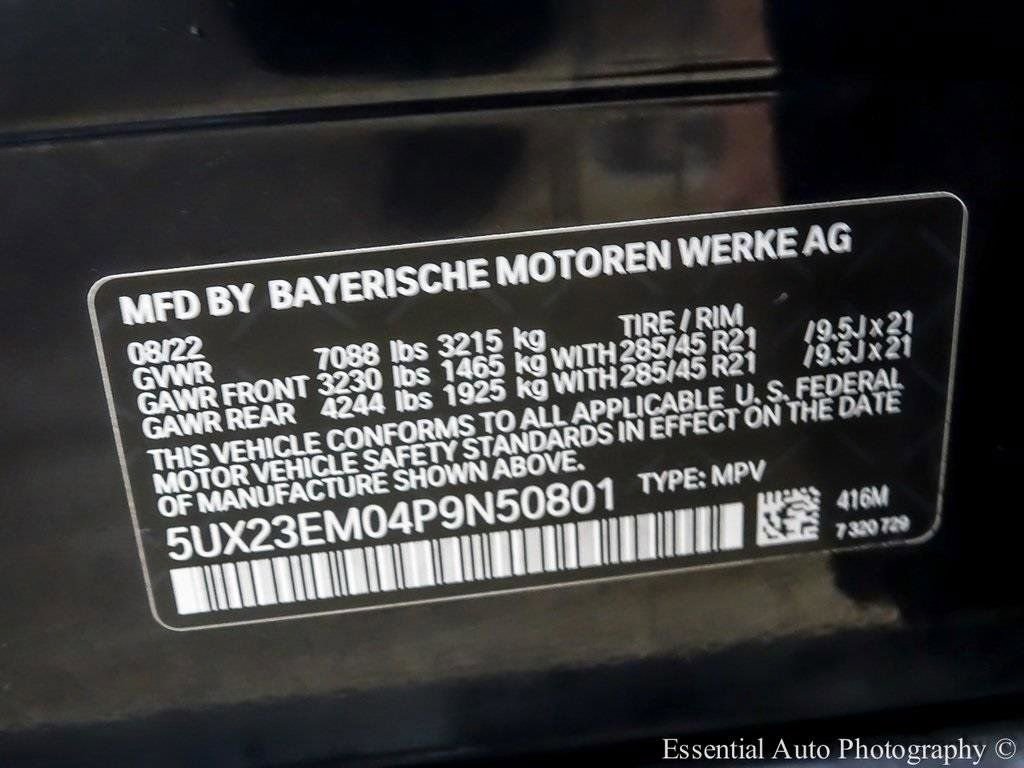 MFD BY BAYERISCHE MOTOREN WERKE AG
08/22 TIRE / RIM
GVWR 7088 lbs 3215 kg
GAWR FRONT 3230 lbs 1465 kg WITH 285/45 R21 /9.5J x 21
GAWR REAR 4244 lbs 1925 kg WITH 285/45 R21 /9.5J x 21
THIS VEHICLE CONFORMS TO ALL APPLICABLE U.S. FEDERAL
MOTOR VEHICLE SAFETY STANDARDS IN EFFECT ON THE DATE
OF MANUFACTURE SHOWN ABOVE.
5UX23EM04P9N50801 TYPE: MPV
416M
7 320 729
Essential Auto Photography ©